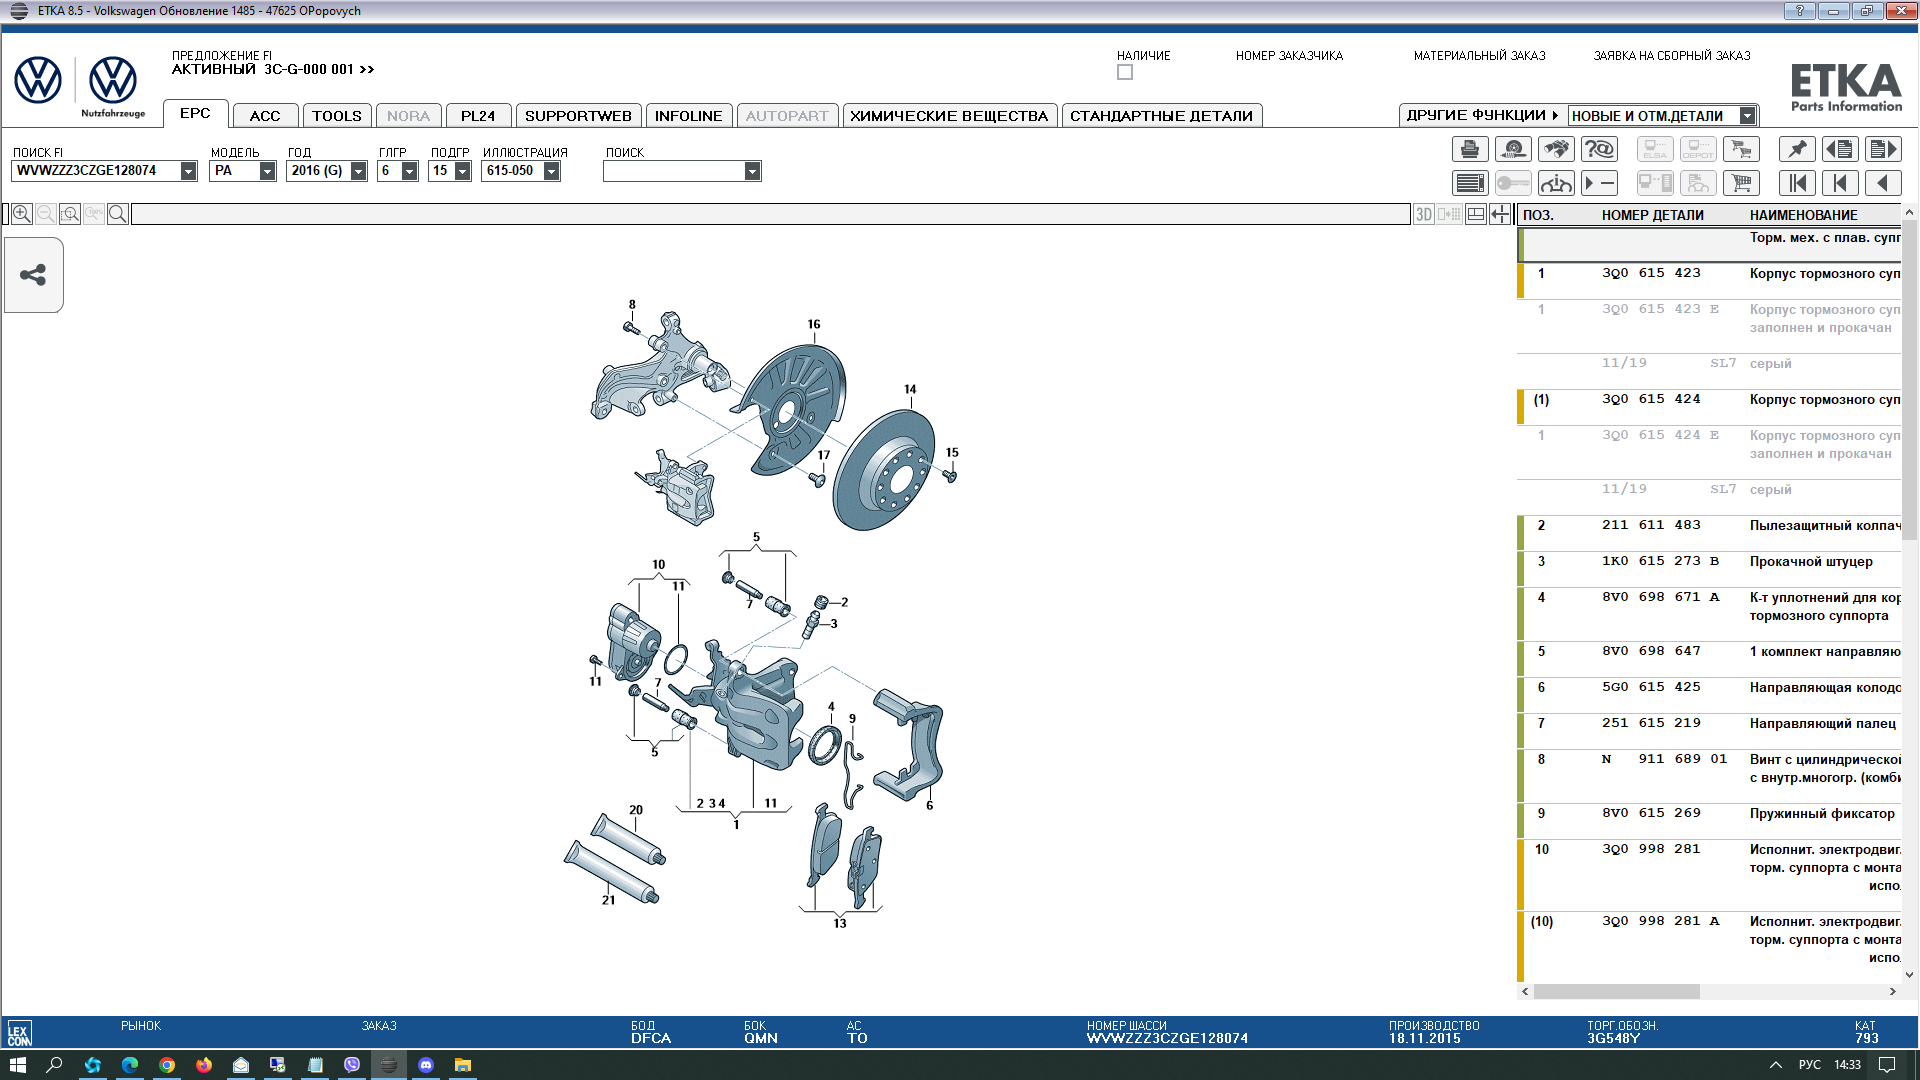 ETKA 8.5 - Volkswagen Обновление 1485 - 47625 OPopovych
ПРЕДЛОЖЕНИЕ FI
АКТИВНЫЙ 3C-G-000 001 >>
НАЛИЧИЕ
НОМЕР ЗАКАЗЧИКА
МАТЕРИАЛЬНЫЙ ЗАКАЗ
ЗАЯВКА НА СБОРНЫЙ ЗАКАЗ
ETKA
Parts Information
Nutzfahrzeuge
EPC
ACC
TOOLS
NORA
PL24
SUPPORTWEB
INFOLINE
AUTOPART
ХИМИЧЕСКИЕ ВЕЩЕСТВА
СТАНДАРТНЫЕ ДЕТАЛИ
ДРУГИЕ ФУНКЦИИ
НОВЫЕ И ОТМ.ДЕТАЛИ
ПОИСК FI
МОДЕЛЬ
ГОД
ГЛГР
ПОДГР
ИЛЛЮСТРАЦИЯ
ПОИСК
WVWZZZ3CZGE128074
PA
2016 (G)
6
15
615-050
ELSA
DEPOT
100%
3D
ПОЗ. НОМЕР ДЕТАЛИ НАИМЕНОВАНИЕ
Торм. мех. с плав. супп
1 3Q0 615 423 Корпус тормозного суп
1 3Q0 615 423 E Корпус тормозного суп
заполнен и прокачан
11/19 SL7 серый
(1) 3Q0 615 424 Корпус тормозного суп
1 3Q0 615 424 E Корпус тормозного суп
заполнен и прокачан
11/19 SL7 серый
2 211 611 483 Пылезащитный колпач
3 1K0 615 273 B Прокачной штуцер
4 8V0 698 671 A К-т уплотнений для кор
тормозного суппорта
5 8V0 698 647 1 комплект направляю
6 5G0 615 425 Направляющая колодо
7 251 615 219 Направляющий палец
8 N 911 689 01 Винт с цилиндрической
с внутр.многогр. (комби
9 8V0 615 269 Пружинный фиксатор
10 3Q0 998 281 Исполнит. электродвиг.
торм. суппорта с монта
испо.
(10) 3Q0 998 281 A Исполнит. электродвиг.
торм. суппорта с монта
испо.
8
16
14
17
15
5
10
11
7
2
3
11
7
4
9
5
6
2 3 4 11
1
20
21
13
LEX
COM
РЫНОК
ЗАКАЗ
БОД
DFCA
БОК
QMN
АС
TO
НОМЕР ШАССИ
WVWZZZ3CZGE128074
ПРОИЗВОДСТВО
18.11.2015
ТОРГ.ОБОЗН.
3G548Y
КАТ
793
РУС
14:33